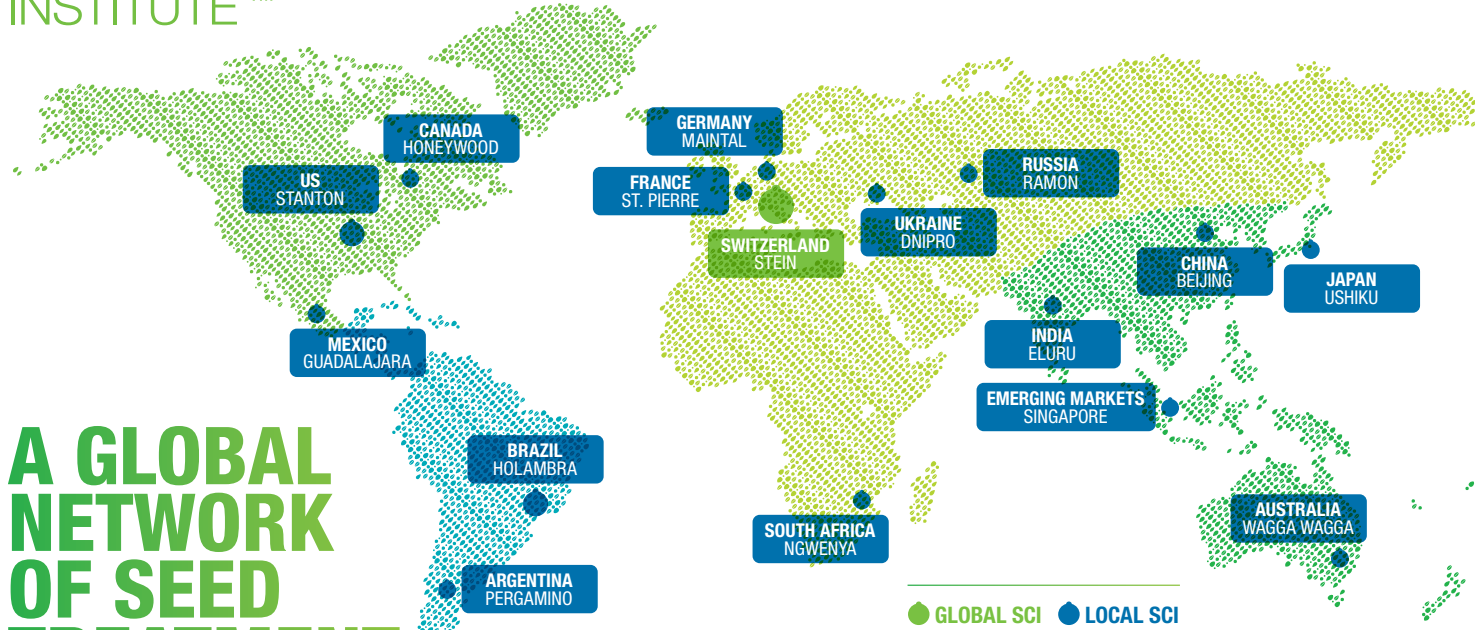 INSTITUTE
CANADA
HONEYWOOD
US
STANTON
MEXICO
GUADALAJARA
GERMANY
MAINTAL
FRANCE
ST. PIERRE
SWITZERLAND
STEIN
UKRAINE
DNIPRO
RUSSIA
RAMON
CHINA
BEIJING
JAPAN
USHIKU
INDIA
ELURU
EMERGING MARKETS
SINGAPORE
BRAZIL
HOLAMBRA
ARGENTINA
PERGAMINO
SOUTH AFRICA
NGWENYA
AUSTRALIA
WAGGA WAGGA
A GLOBAL
NETWORK
OF SEED
TREATMENT
GLOBAL SCI
LOCAL SCI